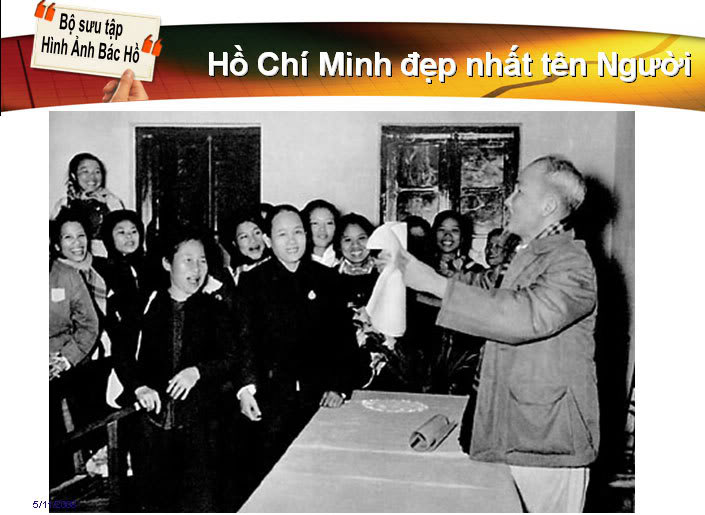 Bộ sưu tập
Hình Ảnh Bác Hồ
Hồ Chí Minh đẹp nhất tên Người